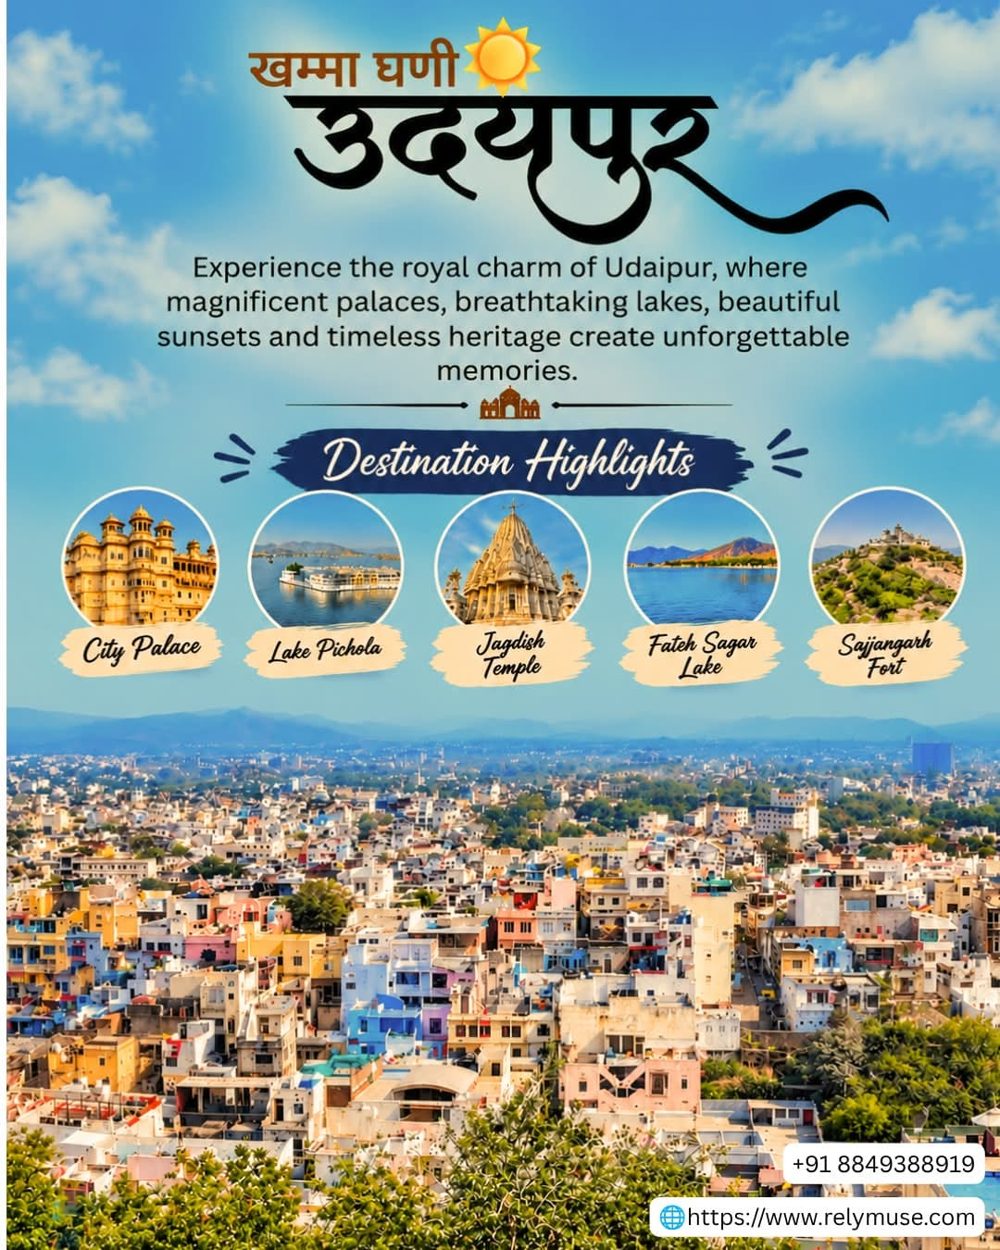 खम्मा घणी
उदयपुर
Experience the royal charm of Udaipur, where
magnificent palaces, breathtaking lakes, beautiful
sunsets and timeless heritage create unforgettable
memories.
Destination Highlights
City Palace
Lake Pichola
Jagdish
Temple
Fateh Sagar
Lake
Sajjangarh
Fort
+91 8849388919
https://www.relymuse.com